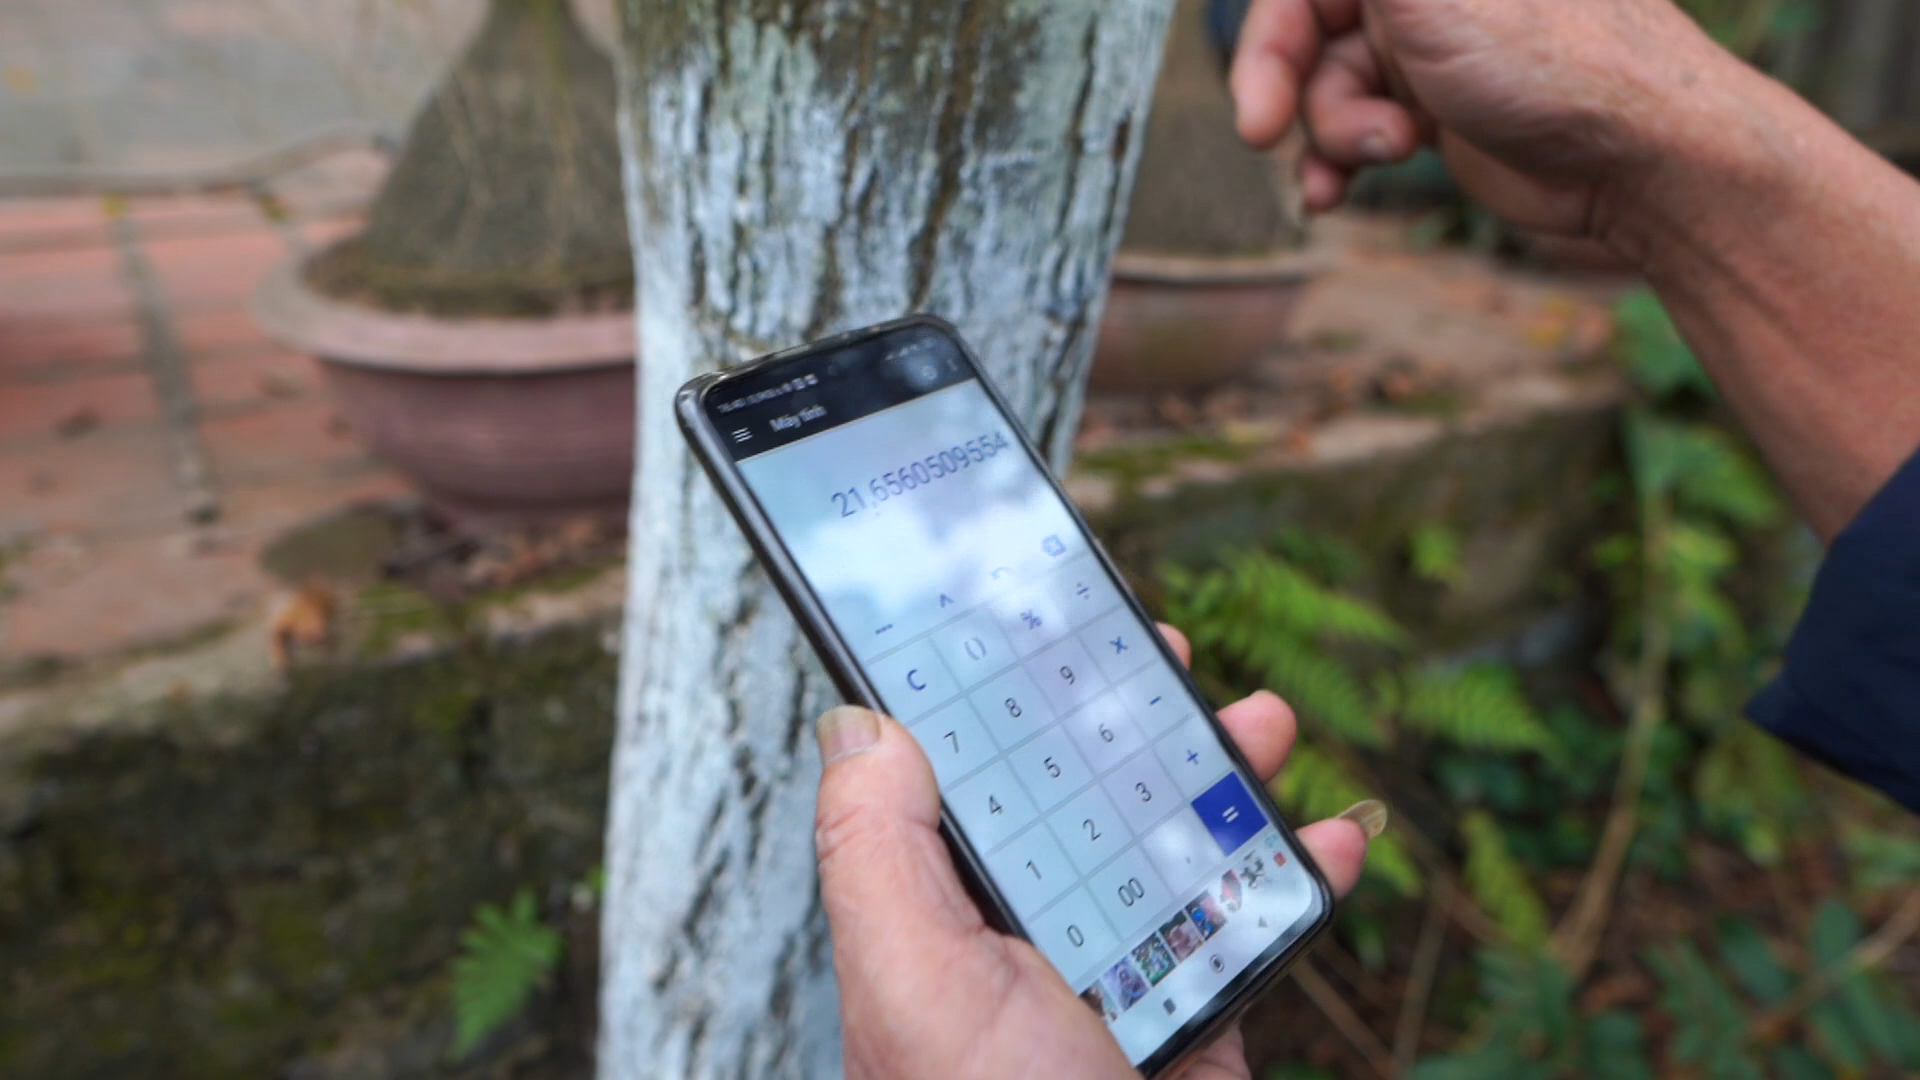 Máy tính
21,6560509554
^
( ) % ÷
C
7 8 9 ×
4 5 6 −
1 2 3 +
0 00 , =